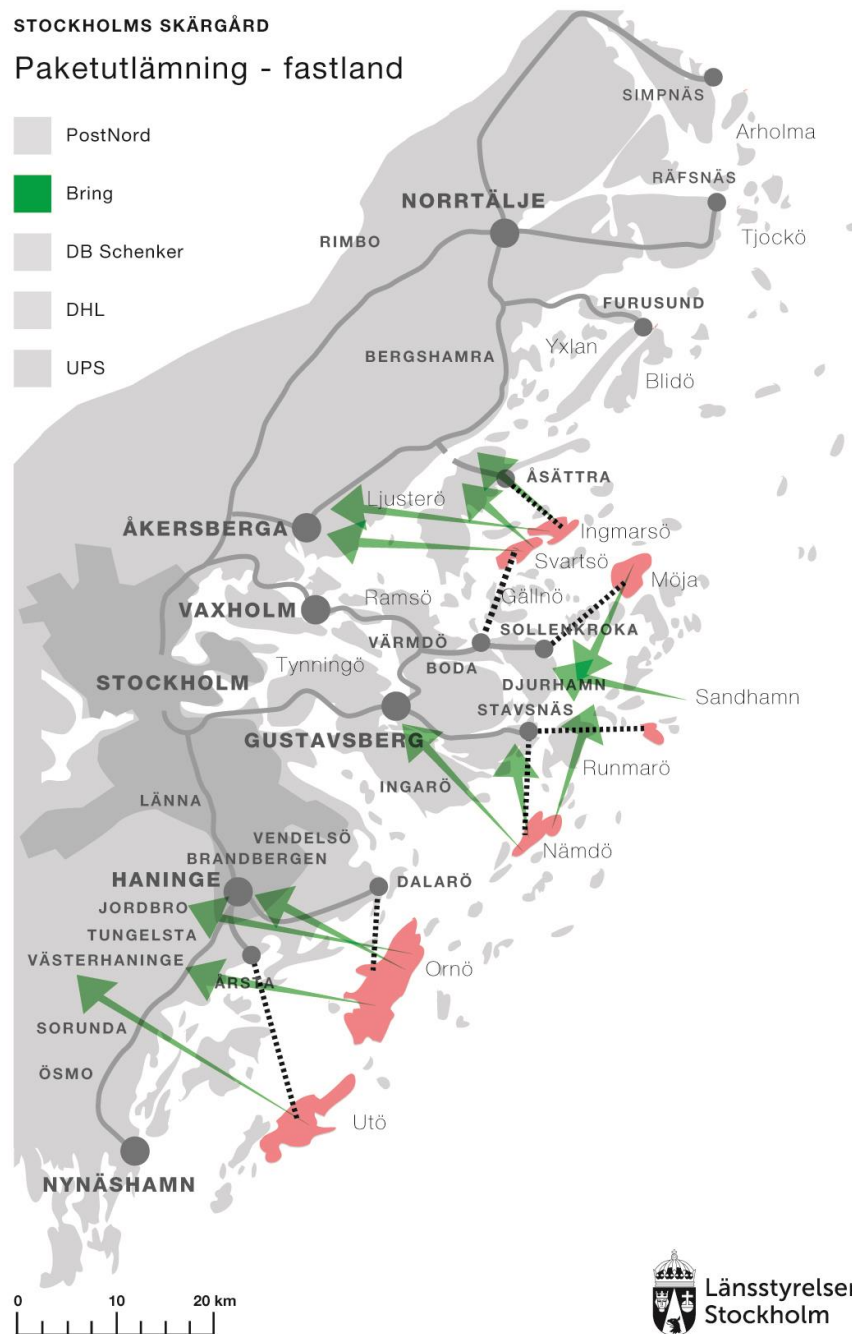 STOCKHOLMS SKÄRGÅRD
Paketutlämning - fastland
PostNord
Bring
DB Schenker
DHL
UPS
SIMPNÄS
Arholma
RÄFSNÄS
NORRTÄLJE
Tjockö
RIMBO
FURUSUND
Yxlan
BERGSHAMRA
Blidö
ÅSÄTTRA
Ljusterö
ÅKERSBERGA
Ingmarsö
Svartsö
Möja
Gällnö
Ramsö
VAXHOLM
SOLLENKROKA
VÄRMDÖ
BODA
Tynningö
STOCKHOLM
DJURHAMN
Sandhamn
STAVSNÄS
GUSTAVSBERG
Runmarö
INGARÖ
LÄNNA
VENDELSÖ
Nämdö
BRANDBERGEN
HANINGE
DALARÖ
JORDBRO
TUNGELSTA
VÄSTERHANINGE
Ornö
ÅRSTA
SORUNDA
ÖSMO
Utö
NYNÄSHAMN
0 10 20 km
Länsstyrelsen
Stockholm